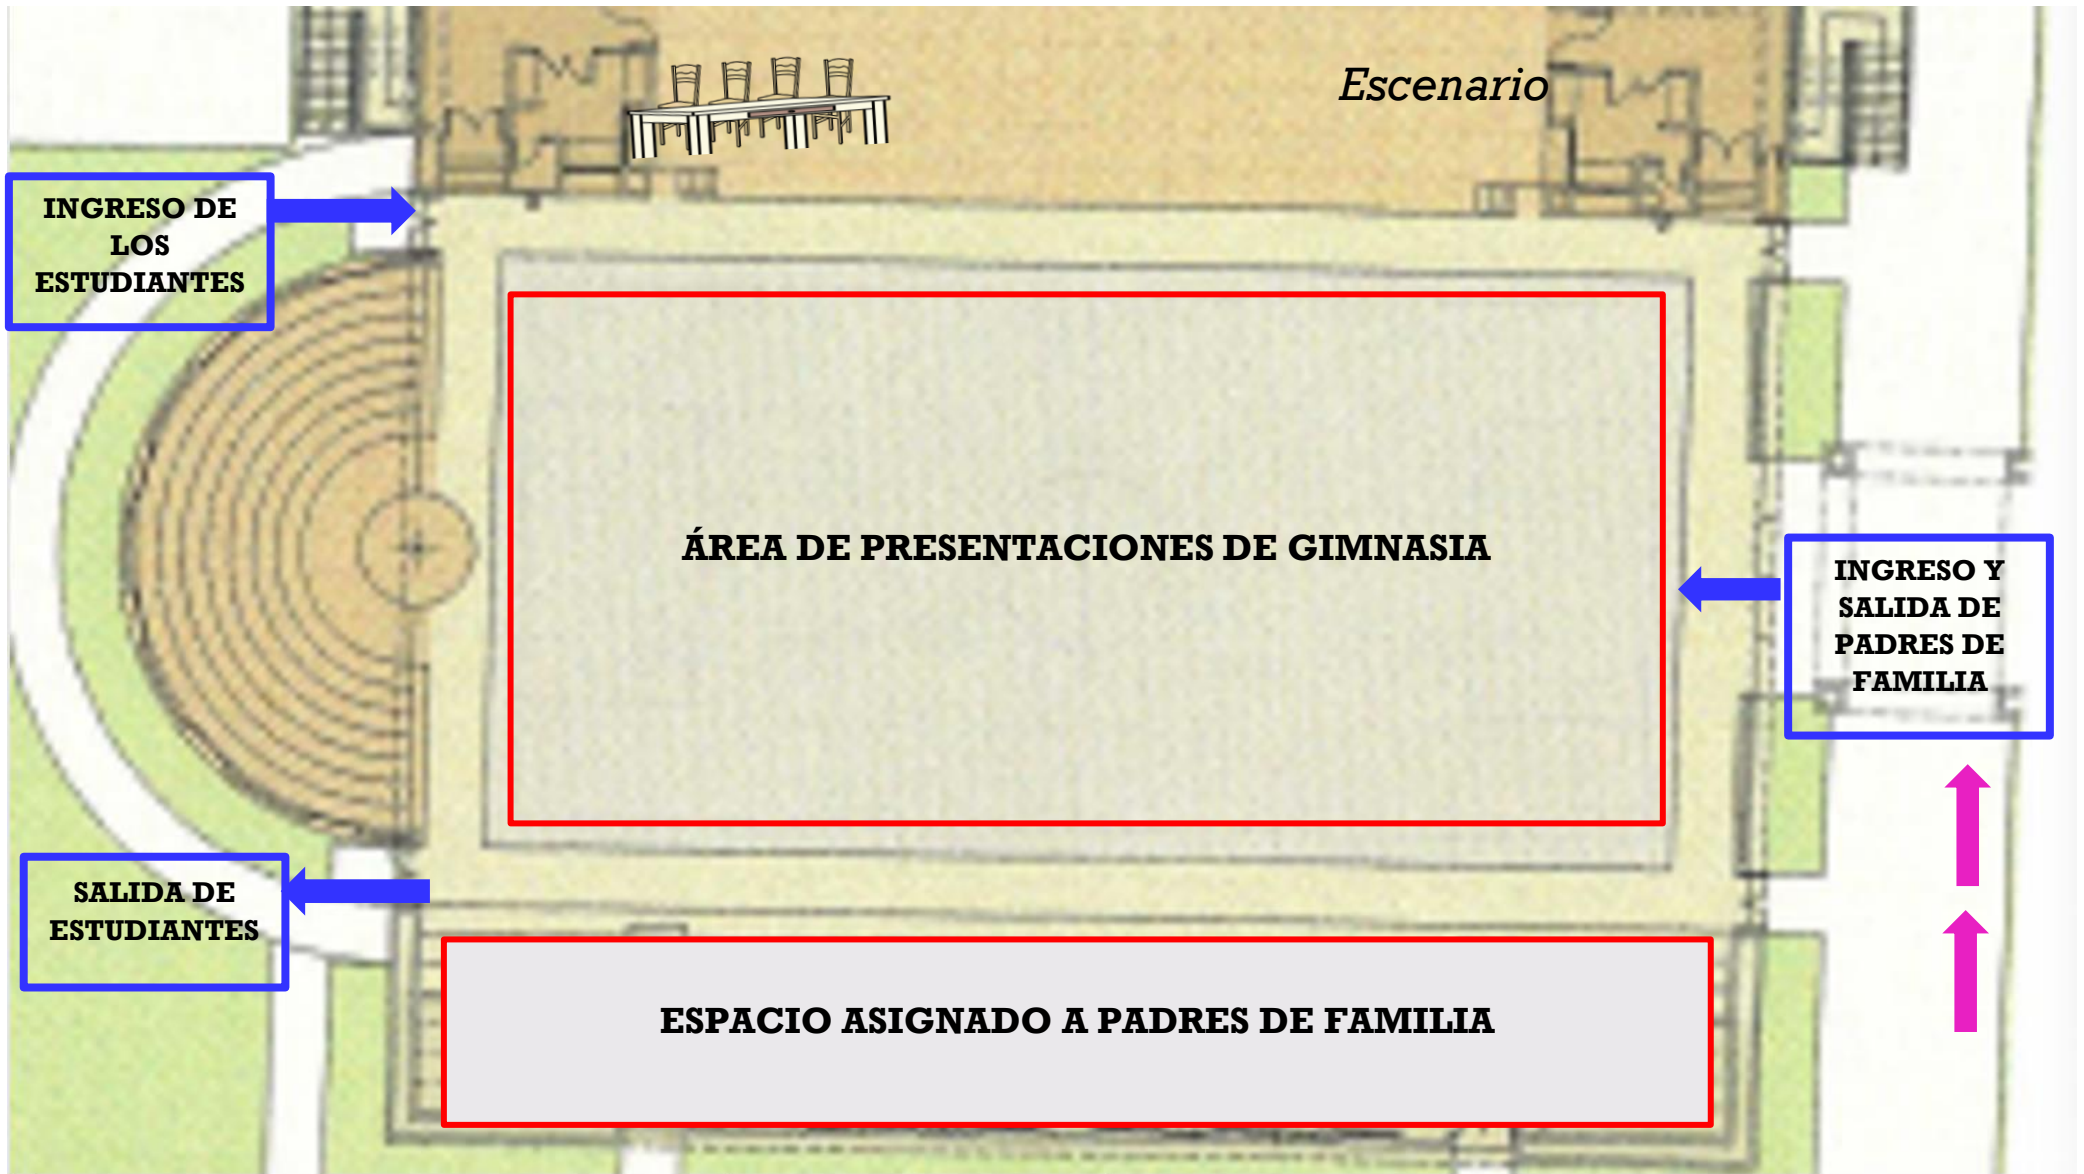 Escenario
INGRESO DE
LOS
ESTUDIANTES
ÁREA DE PRESENTACIONES DE GIMNASIA
INGRESO Y
SALIDA DE
PADRES DE
FAMILIA
SALIDA DE
ESTUDIANTES
ESPACIO ASIGNADO A PADRES DE FAMILIA